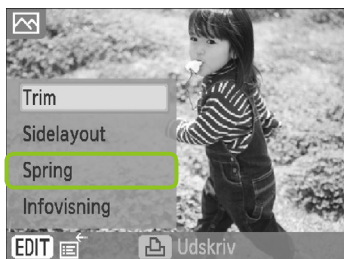 Trim
Sidelayout
Spring
Infovisning
EDIT Udskriv